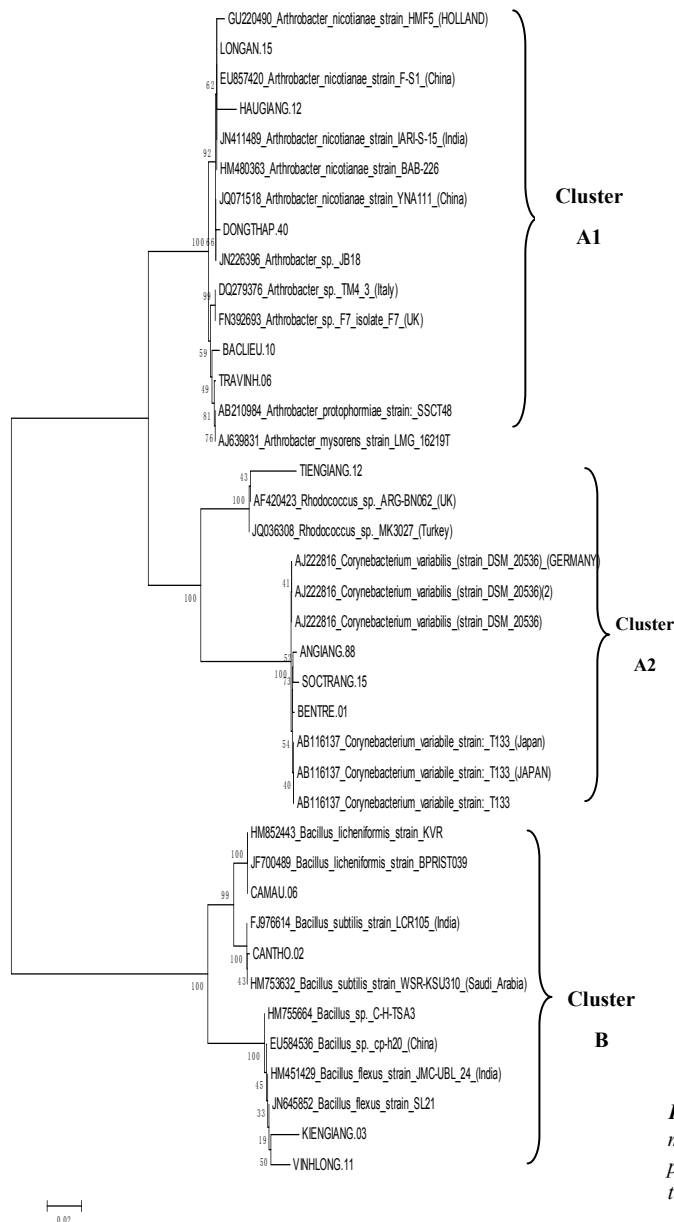 GU220490_Arthrobacter_nicotianae_strain_HMF5_(HOLLAND)
LONGAN.15
62
EU857420_Arthrobacter_nicotianae_strain_F-S1_(China)
HAUGIANG.12
JN411489_Arthrobacter_nicotianae_strain_IARI-S-15_(India)
92
HM480363_Arthrobacter_nicotianae_strain_BAB-226
JQ071518_Arthrobacter_nicotianae_strain_YNA111_(China)
Cluster
A1
DONGTHAP.40
100
66
JN226396_Arthrobacter_sp._JB18
DQ279376_Arthrobacter_sp._TM4_3_(Italy)
99
FN392693_Arthrobacter_sp._F7_isolate_F7_(UK)
59
BACLIEU.10
TRAVINH.06
49
AB210984_Arthrobacter_protophormiae_strain:_SSCT48
81
76
AJ639831_Arthrobacter_mysorens_strain_LMG_16219T
TIENGIANG.12
43
100
AF420423_Rhodococcus_sp._ARG-BN062_(UK)
JQ036308_Rhodococcus_sp._MK3027_(Turkey)
AJ222816_Corynebacterium_variabilis_(strain_DSM_20536)_(GERMANY)
41
AJ222816_Corynebacterium_variabilis_(strain_DSM_20536)(2)
100
AJ222816_Corynebacterium_variabilis_(strain_DSM_20536)
Cluster
A2
52
ANGIANG.88
100
73
SOCTRANG.15
BENTRE.01
54
AB116137_Corynebacterium_variabile_strain:_T133_(Japan)
AB116137_Corynebacterium_variabile_strain:_T133_(JAPAN)
40
AB116137_Corynebacterium_variabile_strain:_T133
HM852443_Bacillus_licheniformis_strain_KVR
100
JF700489_Bacillus_licheniformis_strain_BPRIST039
99
CAMAU.06
FJ976614_Bacillus_subtilis_strain_LCR105_(India)
CANTHO.02
100
43
HM753632_Bacillus_subtilis_strain_WSR-KSU310_(Saudi_Arabia)
100
Cluster
B
HM755664_Bacillus_sp._C-H-TSA3
EU584536_Bacillus_sp._cp-h20_(China)
100
HM451429_Bacillus_flexus_strain_JMC-UBL_24_(India)
45
JN645852_Bacillus_flexus_strain_SL21
33
KIENGIANG.03
19
50
VINHLONG.11
0.02